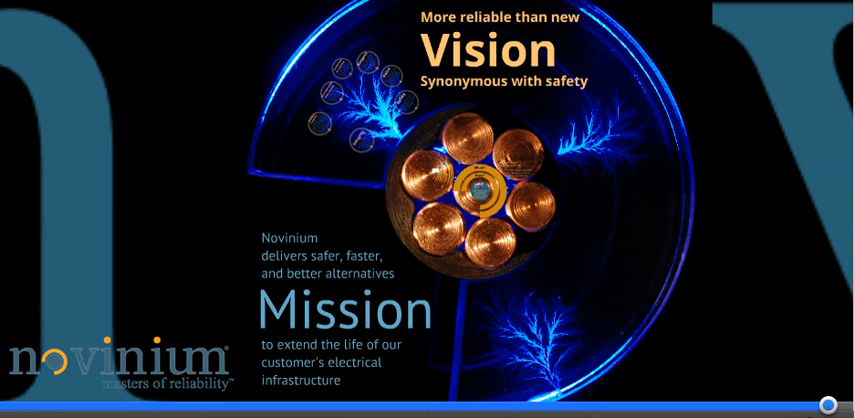 More reliable than new
Vision
Synonymous with safety
Novinium
delivers safer, faster,
and better alternatives
Mission
to extend the life of our
customer's electrical
infrastructure
novinium®
masters of reliability™